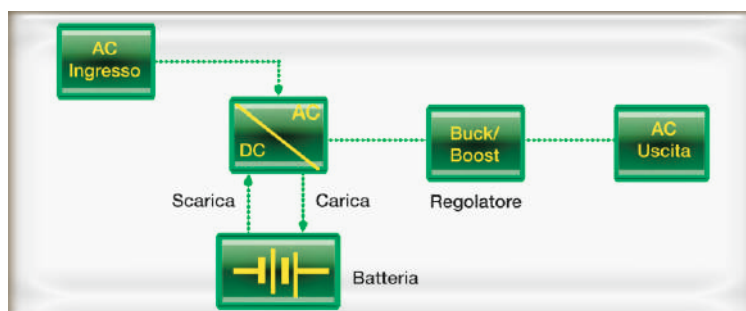 AC
Ingresso
AC
DC
Buck/
Boost
AC
Uscita
Scarica
Carica
Regolatore
Batteria